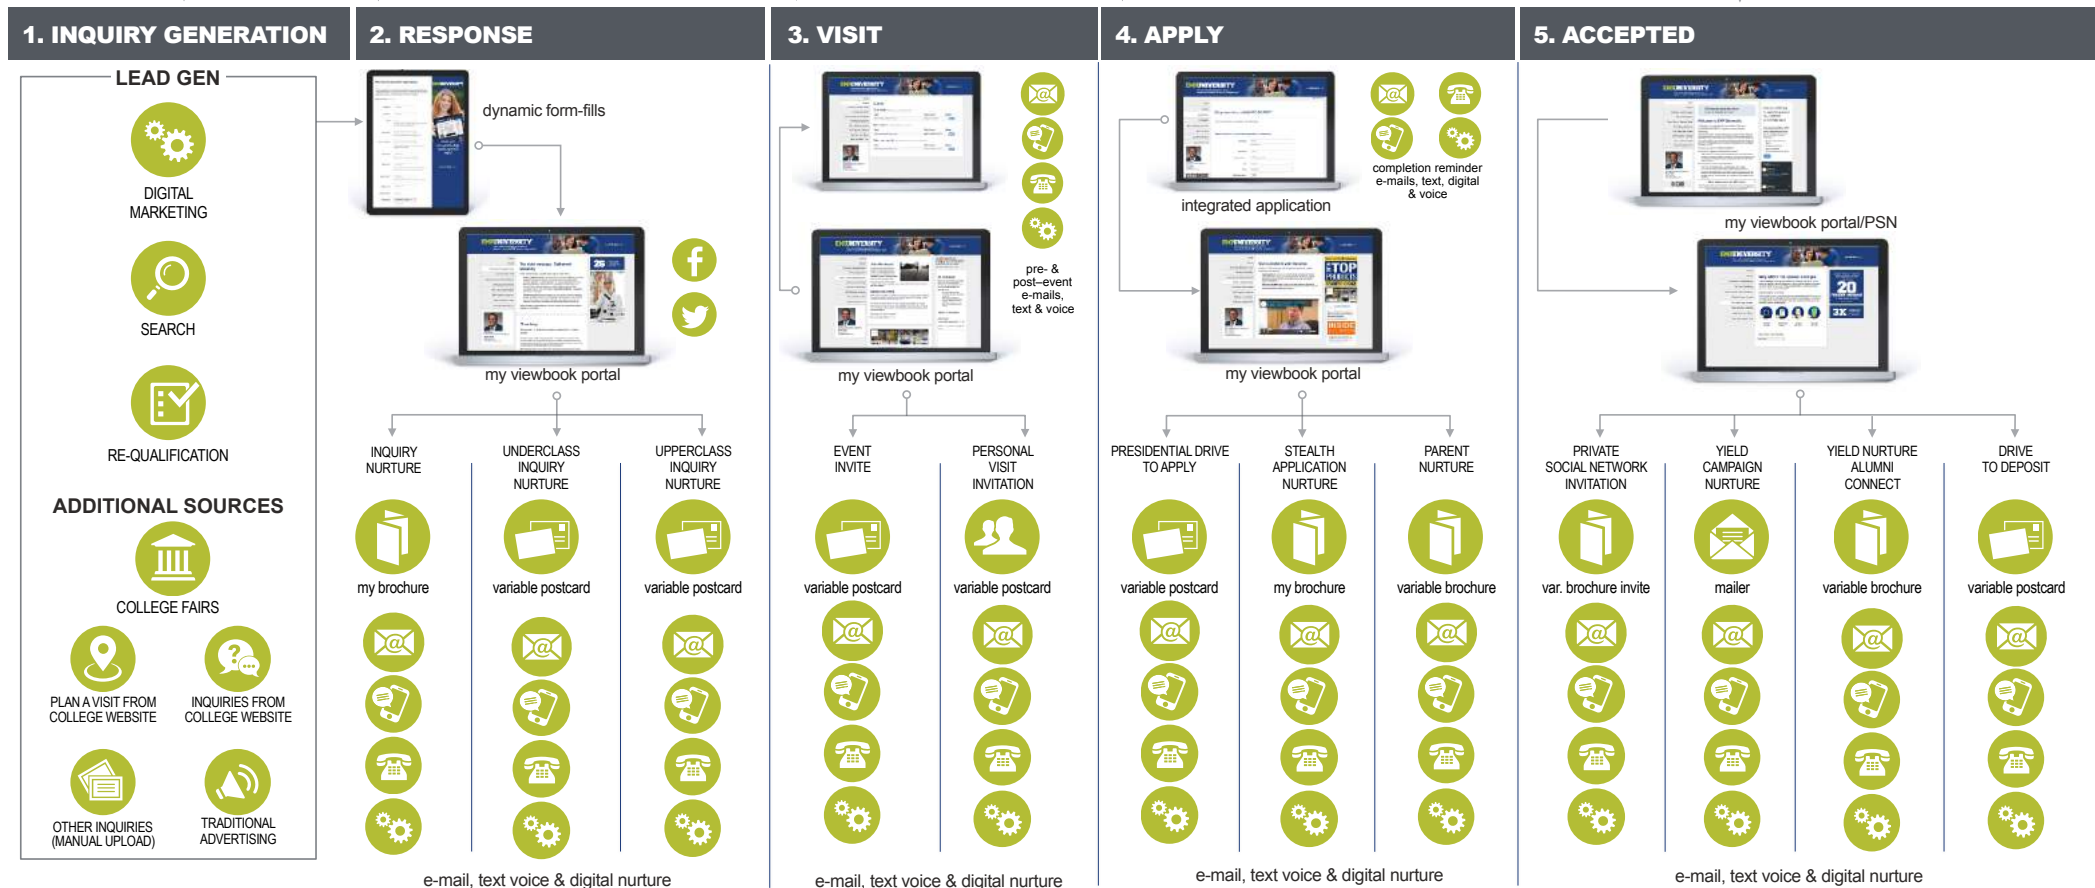 1. INQUIRY GENERATION
2. RESPONSE
3. VISIT
4. APPLY
5. ACCEPTED
LEAD GEN
DIGITAL
MARKETING
SEARCH
RE-QUALIFICATION
ADDITIONAL SOURCES
COLLEGE FAIRS
PLAN A VISIT FROM
COLLEGE WEBSITE
INQUIRIES FROM
COLLEGE WEBSITE
OTHER INQUIRIES
(MANUAL UPLOAD)
TRADITIONAL
ADVERTISING
dynamic form-fills
my viewbook portal
INQUIRY
NURTURE
UNDERCLASS
INQUIRY
NURTURE
UPPERCLASS
INQUIRY
NURTURE
my brochure
variable postcard
variable postcard
e-mail, text voice & digital nurture
pre- &
post–event
e-mails,
text & voice
my viewbook portal
EVENT
INVITE
PERSONAL
VISIT
INVITATION
variable postcard
variable postcard
e-mail, text voice & digital nurture
integrated application
completion reminder
e-mails, text, digital
& voice
TOP
INSIDE
my viewbook portal
PRESIDENTIAL DRIVE
TO APPLY
STEALTH
APPLICATION
NURTURE
PARENT
NURTURE
variable postcard
my brochure
variable brochure
e-mail, text voice & digital nurture
my viewbook portal/PSN
20
3X
PRIVATE
SOCIAL NETWORK
INVITATION
YIELD
CAMPAIGN
NURTURE
YIELD NURTURE
ALUMNI
CONNECT
DRIVE
TO DEPOSIT
var. brochure invite
mailer
variable brochure
variable postcard
e-mail, text voice & digital nurture